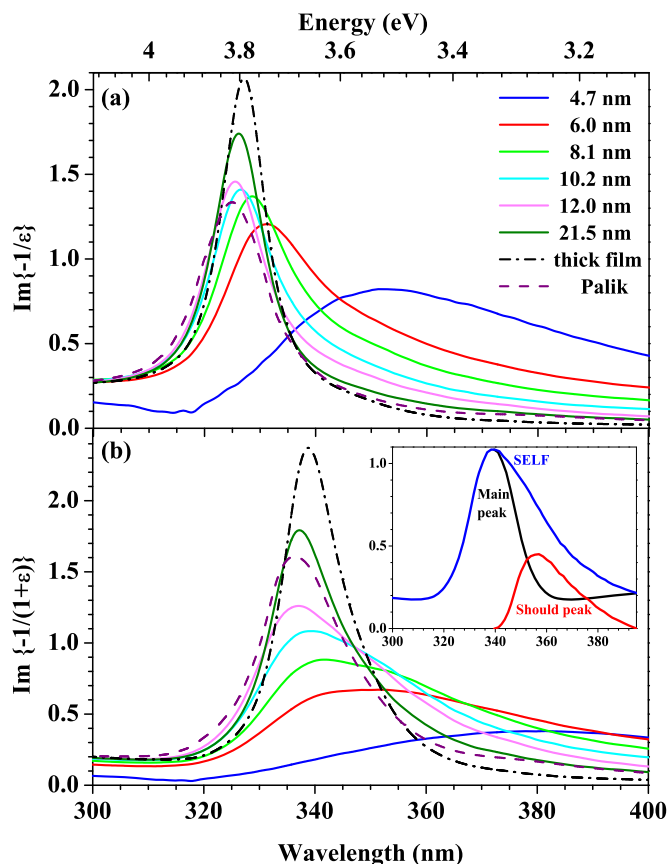 Energy (eV)
4 3.8 3.6 3.4 3.2
(a)
2.0
1.5
1.0
0.5
0.0
Im{-1/ε}
4.7 nm
6.0 nm
8.1 nm
10.2 nm
12.0 nm
21.5 nm
thick film
Palik
(b)
2.0
1.5
1.0
0.5
0.0
Im {-1/(1+ε)}
SELF
Main
peak
Should peak
1.0
0.5
0.0
300 320 340 360 380
300 320 340 360 380 400
Wavelength (nm)